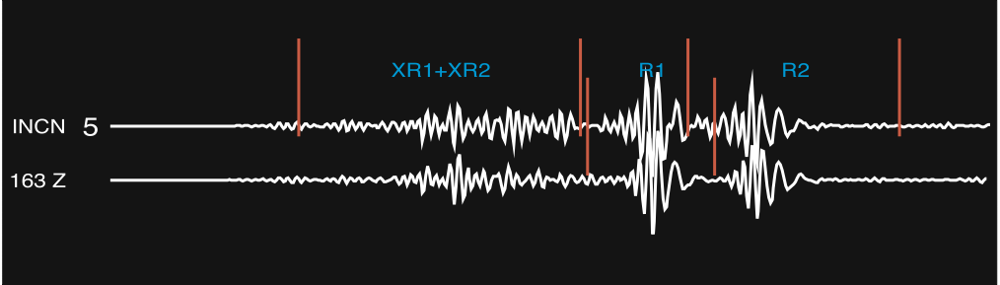 XR1+XR2 R1 R2
INCN 5
163 Z